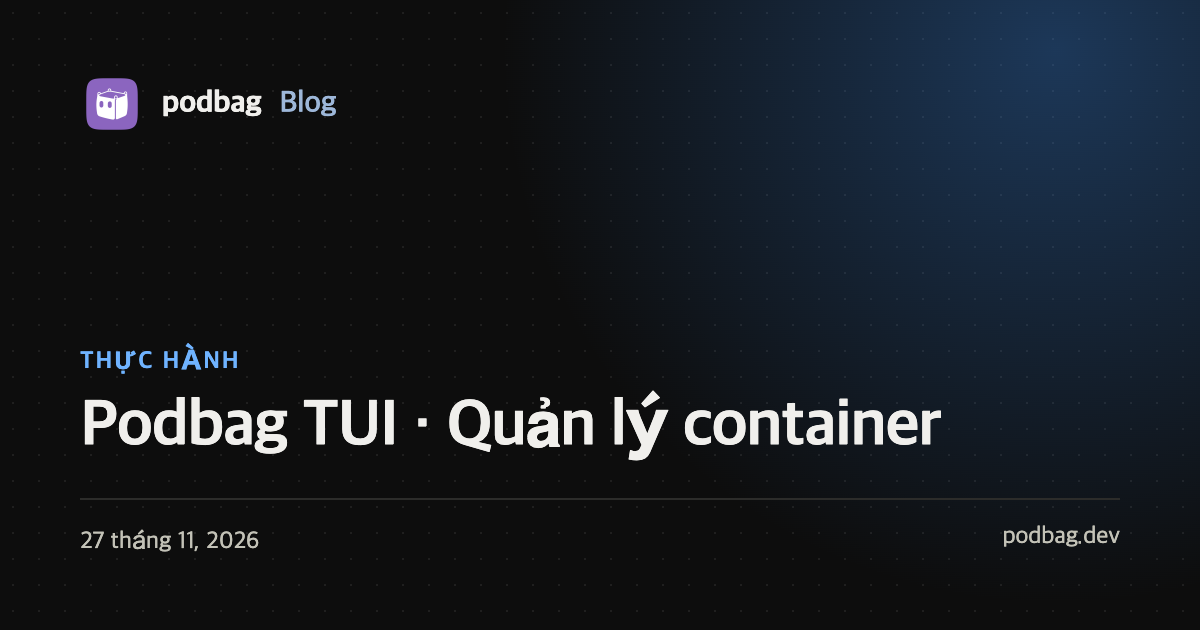 podbag Blog
THỰC HÀNH
Podbag TUI · Quản lý container
27 tháng 11, 2026
podbag.dev